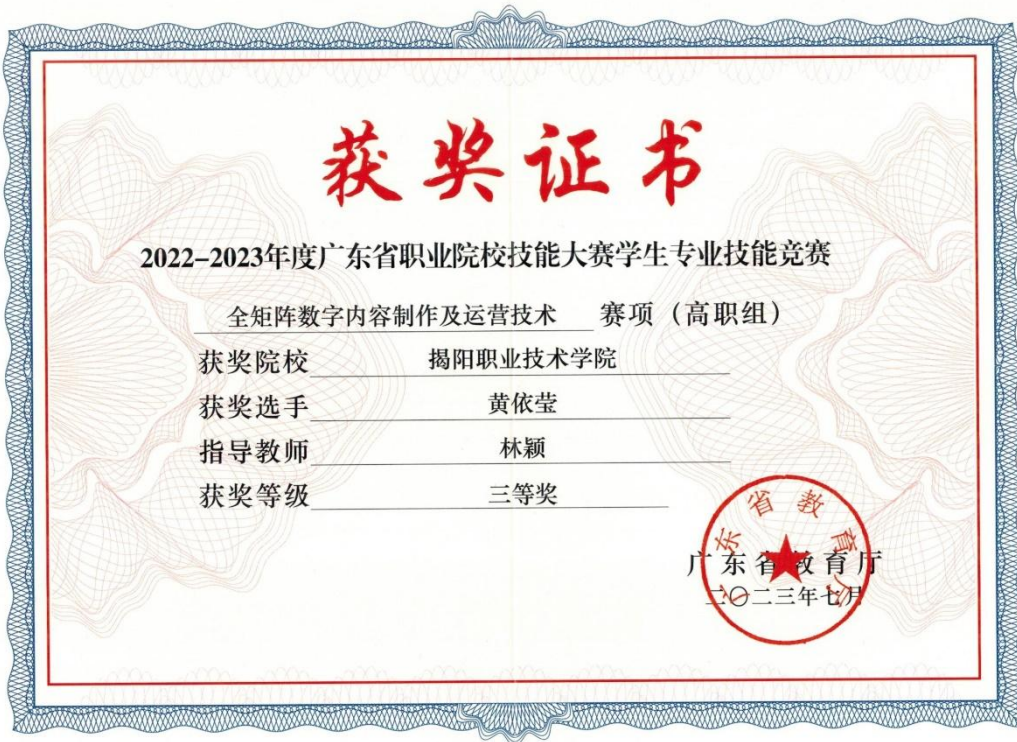 获奖证书
2022-2023年度广东省职业院校技能大赛学生专业技能竞赛
全矩阵数字内容制作及运营技术 赛项（高职组）
获奖院校 揭阳职业技术学院
获奖选手 黄依莹
指导教师 林颖
获奖等级 三等奖
广东省教育厅
广东省教育厅
二〇二三年七月